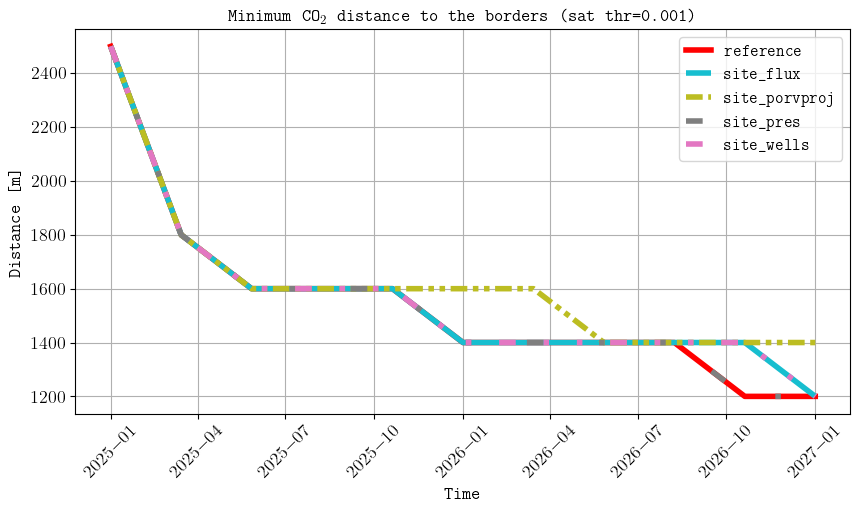 Minimum CO₂ distance to the borders (sat thr=0.001)
reference
site_flux
site_porvproj
site_pres
site_wells
Distance [m]
2400
2200
2000
1800
1600
1400
1200
2025−01
2025−04
2025−07
2025−10
2026−01
2026−04
2026−07
2026−10
2027−01
Time